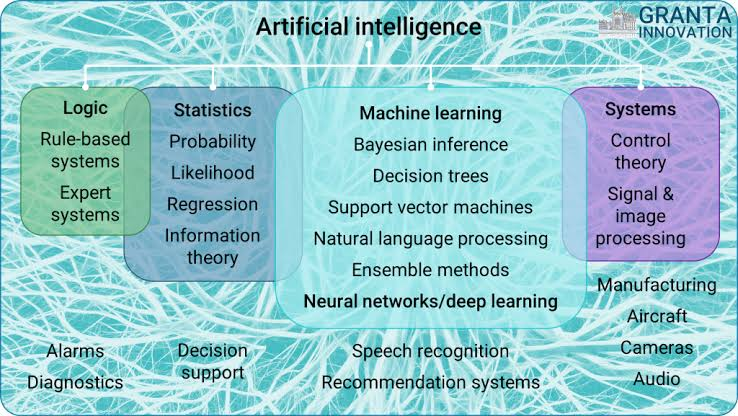 Artificial intelligence
GRANTA
INNOVATION
Logic
Rule-based
systems
Expert
systems
Statistics
Probability
Likelihood
Regression
Information
theory
Machine learning
Bayesian inference
Decision trees
Support vector machines
Natural language processing
Ensemble methods
Neural networks/deep learning
Systems
Control
theory
Signal &
image
processing
Alarms
Diagnostics
Decision
support
Speech recognition
Recommendation systems
Manufacturing
Aircraft
Cameras
Audio